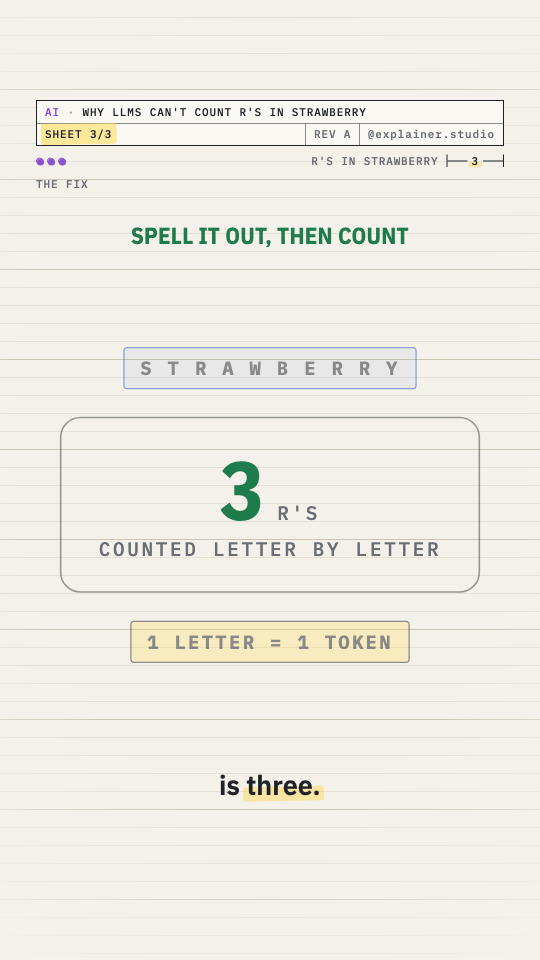 AI · WHY LLMS CAN'T COUNT R'S IN STRAWBERRY
SHEET 3/3 REV A @explainer.studio
R'S IN STRAWBERRY 3
THE FIX
SPELL IT OUT, THEN COUNT
S T R A W B E R R Y
3 R'S
COUNTED LETTER BY LETTER
1 LETTER = 1 TOKEN
is three.